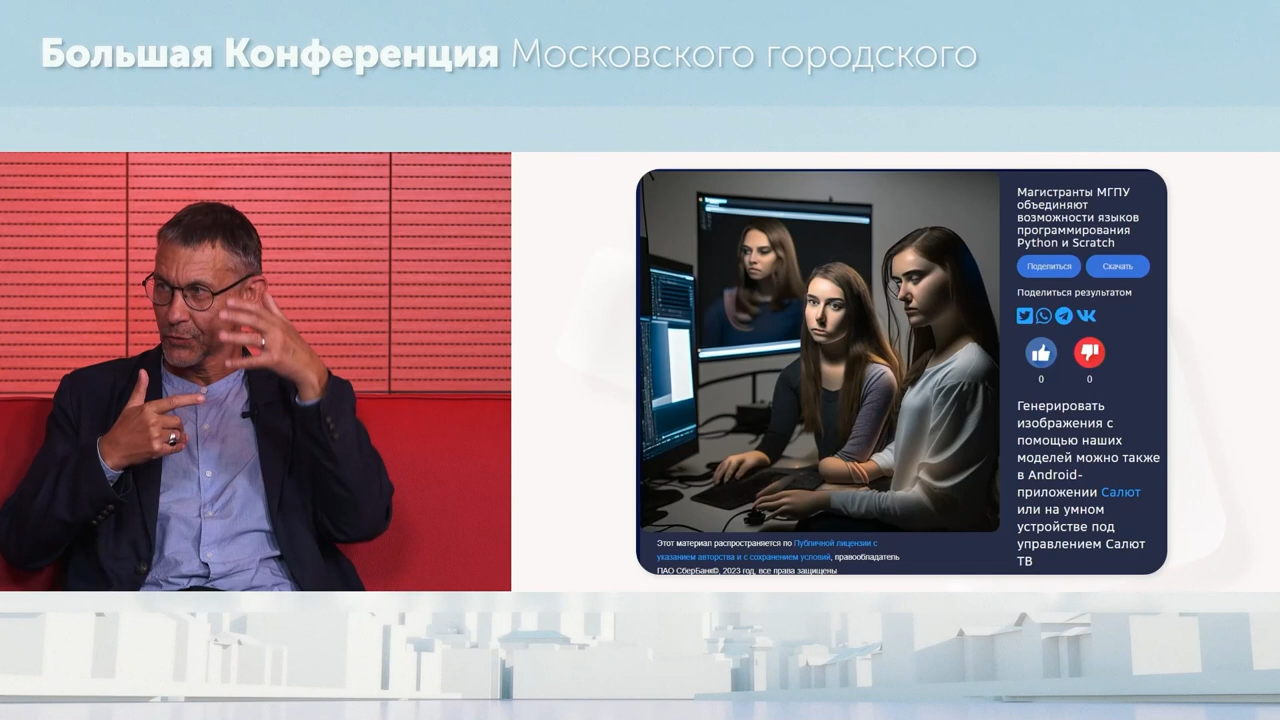 Большая Конференция Московского городского
Магистранты МГПУ
объединяют
возможности языков
программирования
Python и Scratch
Поделиться Скачать
Поделиться результатом
0 0
Генерировать
изображения с
помощью наших
моделей можно также
в Android-
приложении Салют
или на умном
устройстве под
управлением Салют
ТВ
Этот материал распространяется по Публичной лицензии с
указанием авторства и с сохранением условий, правообладатель
ПАО СберБанк©, 2023 год, все права защищены